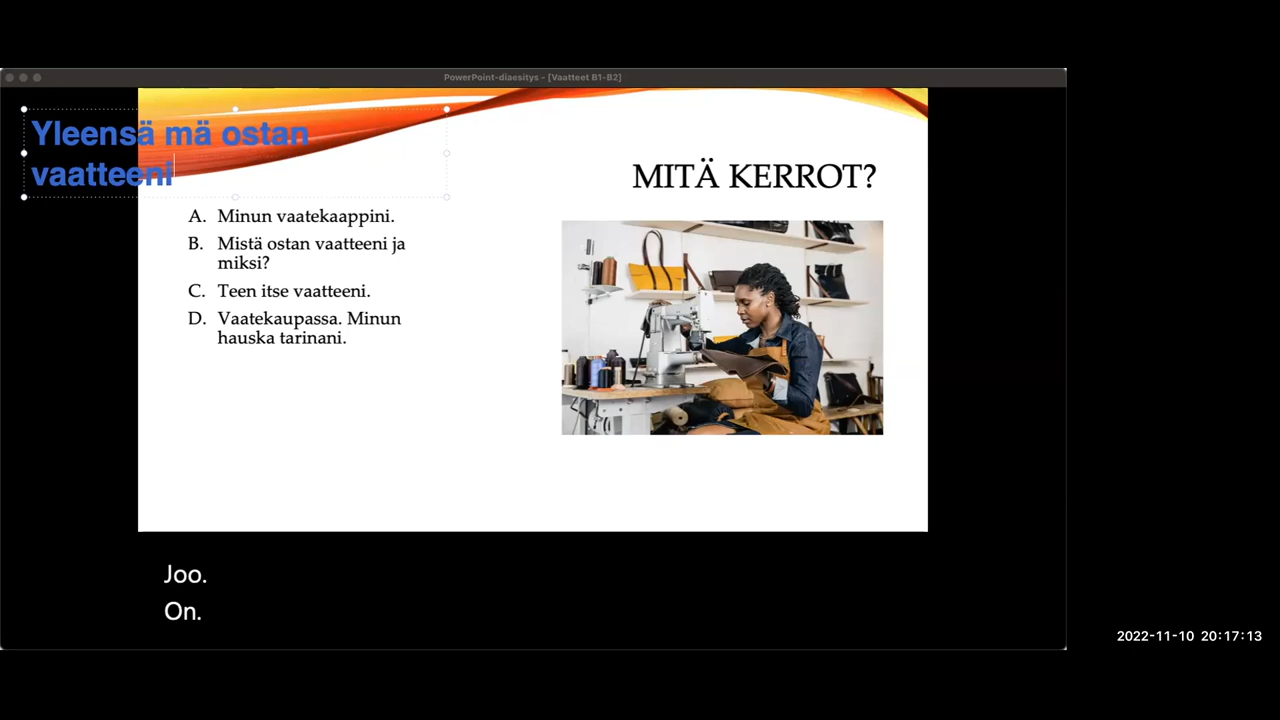 PowerPoint-diaesitys - [Vaatteet B1-B2]
Yleensä mä ostan
vaatteeni
MITÄ KERROT?
A. Minun vaatekaappini.
B. Mistä ostan vaatteeni ja
miksi?
C. Teen itse vaatteeni.
D. Vaatekaupassa. Minun
hauska tarinani.
Joo.
On.
2022-11-10 20:17:13